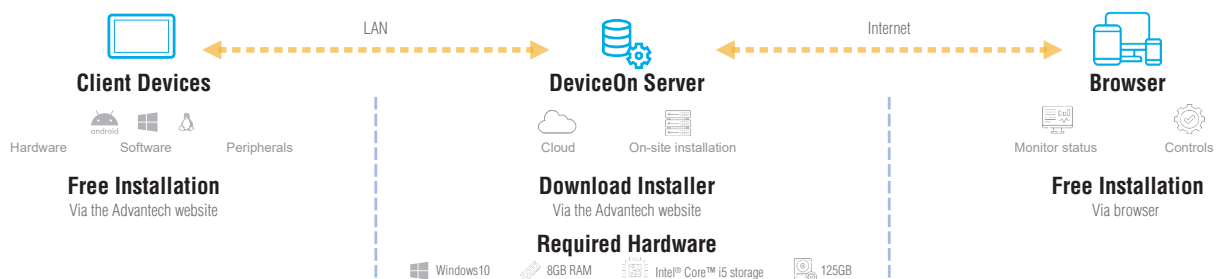 LAN
Internet
Client Devices
DeviceOn Server
Browser
android
Hardware
Software
Peripherals
Cloud
On-site installation
Monitor status
Controls
Free Installation
Via the Advantech website
Download Installer
Via the Advantech website
Free Installation
Via browser
Required Hardware
Windows10
8GB RAM
Intel® Core™ i5 storage
125GB